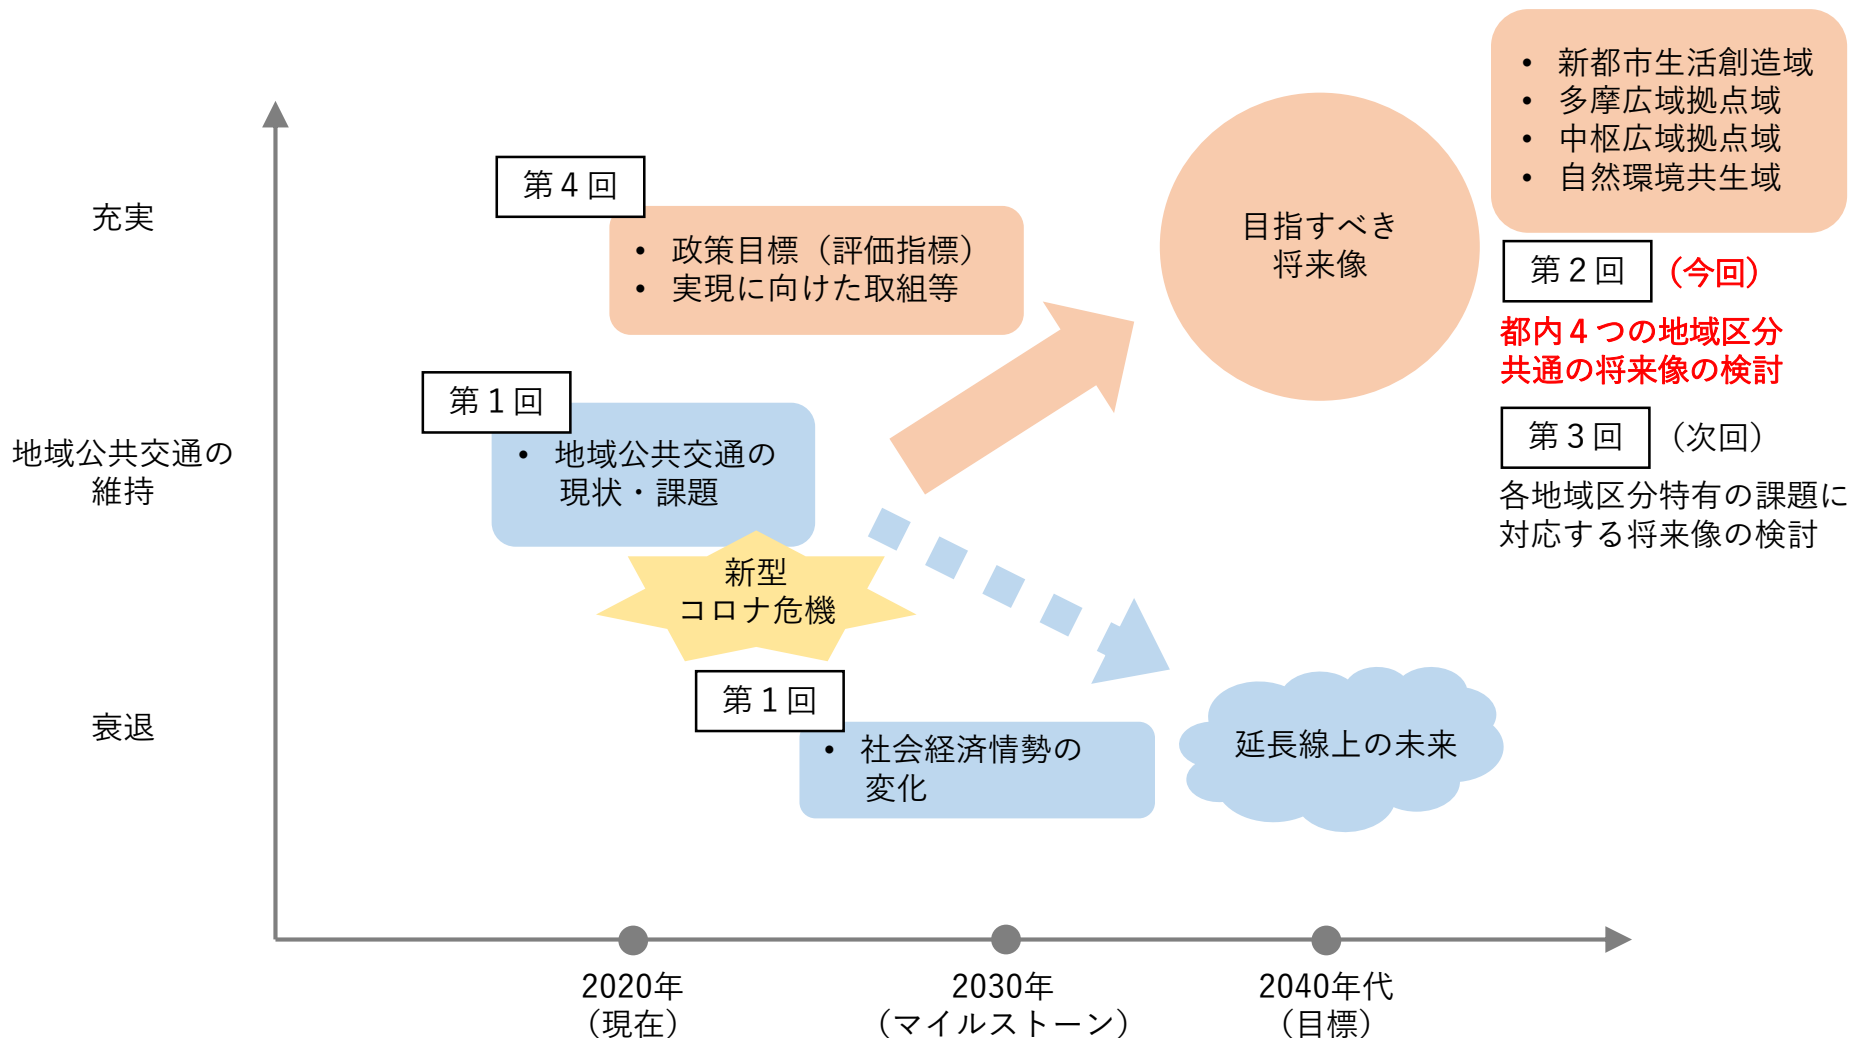 • 新都市生活創造域
• 多摩広域拠点域
• 中枢広域拠点域
• 自然環境共生域
第４回
充実
• 政策目標（評価指標）
• 実現に向けた取組等
目指すべき
将来像
第２回
（今回）
都内４つの地域区分
共通の将来像の検討
第１回
地域公共交通の
維持
• 地域公共交通の
現状・課題
第３回
（次回）
各地域区分特有の課題に
対応する将来像の検討
新型
コロナ危機
第１回
衰退
• 社会経済情勢の
変化
延長線上の未来
2020年
（現在）
2030年
（マイルストーン）
2040年代
（目標）